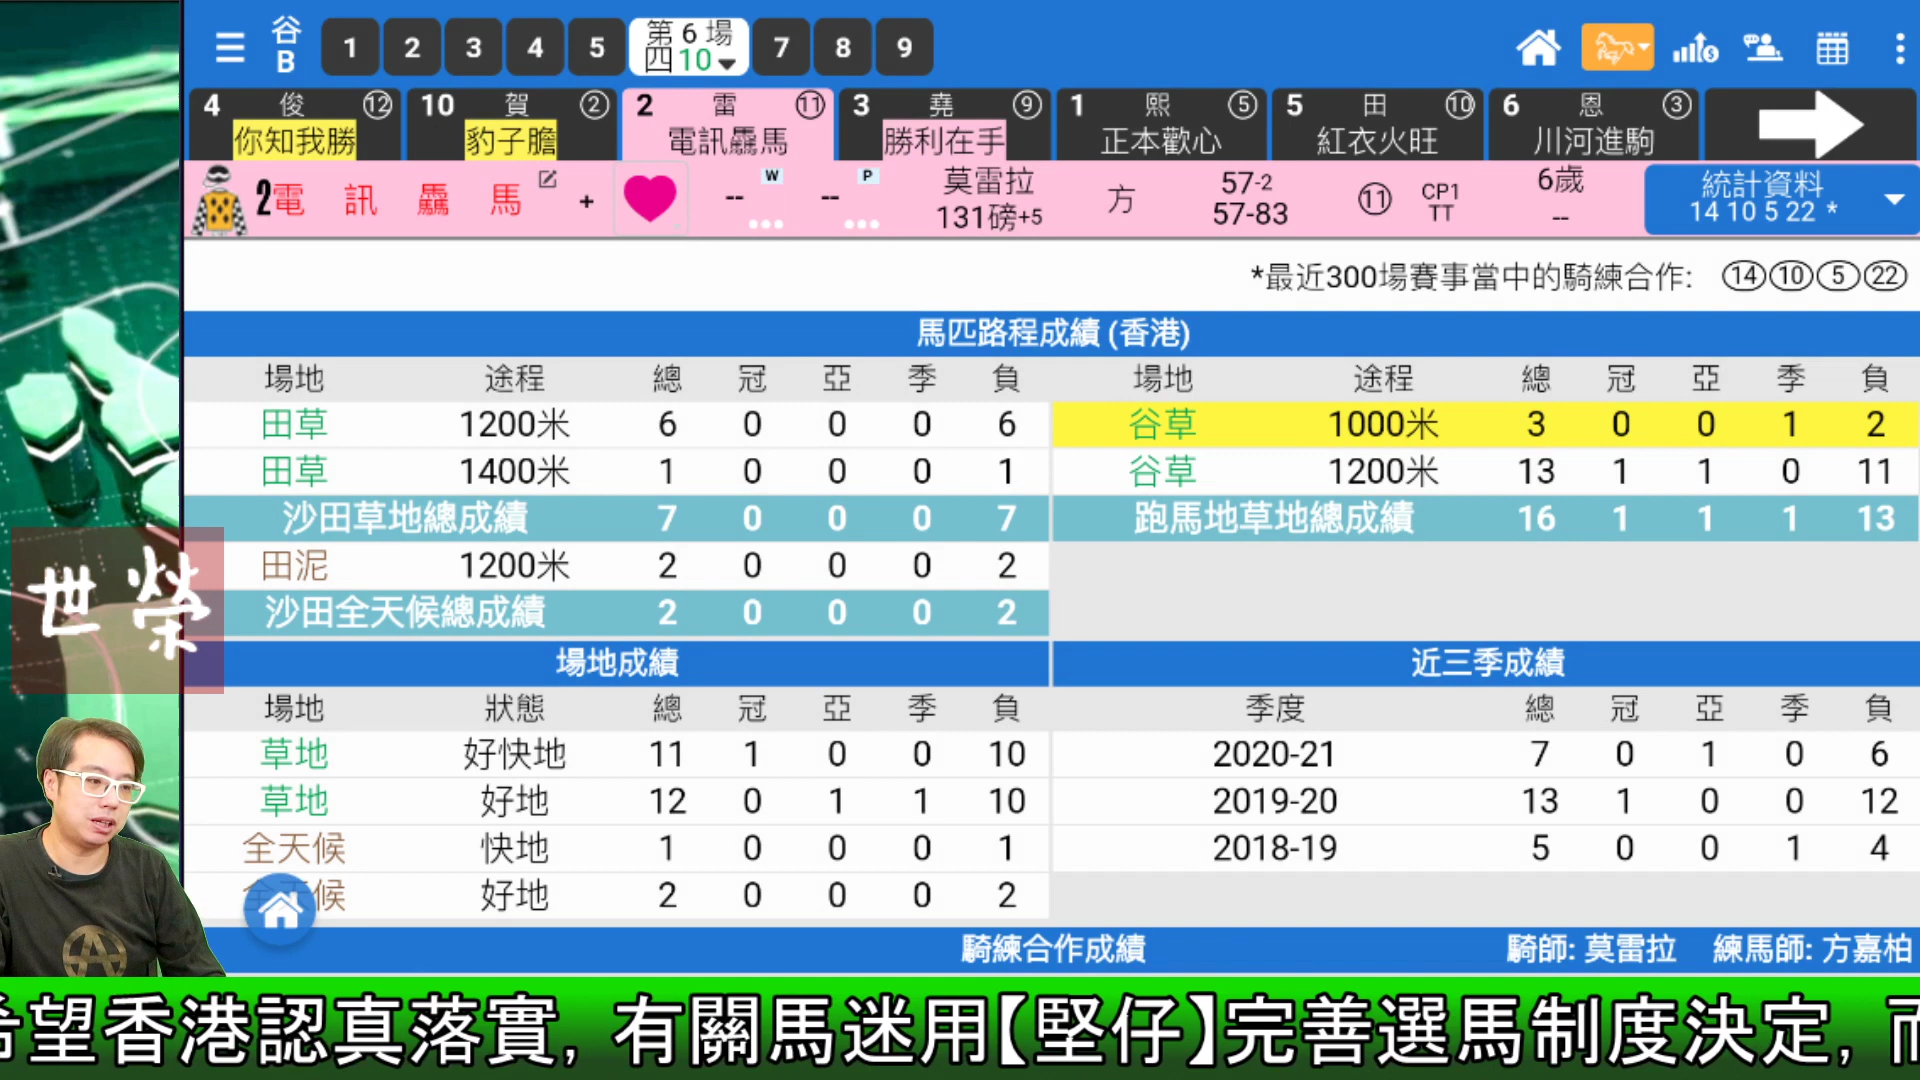 谷 B 1 2 3 4 5 第 6 場 四10 7 8 9
4 俊 12 你知我勝
10 賀 2 豹子膽
2 雷 11 電訊驫馬
3 堯 9 勝利在手
1 熙 5 正本歡心
5 田 10 紅衣火旺
6 恩 3 川河進駒
2電訊驫馬 + -- W -- P 莫雷拉 131磅+5 方 57-2 57-83 11 CP1 TT 6歲 --
統計資料 14 10 5 22 *
*最近300場賽事當中的騎練合作: 14 10 5 22
馬匹路程成績 (香港)
場地 途程 總 冠 亞 季 負 場地 途程 總 冠 亞 季 負
田草 1200米 6 0 0 0 6 谷草 1000米 3 0 0 1 2
田草 1400米 1 0 0 0 1 谷草 1200米 13 1 1 0 11
沙田草地總成績 7 0 0 0 7 跑馬地草地總成績 16 1 1 1 13
田泥 1200米 2 0 0 0 2
沙田全天候總成績 2 0 0 0 2
世榮
場地成績 近三季成績
場地 狀態 總 冠 亞 季 負 季度 總 冠 亞 季 負
草地 好快地 11 1 0 0 10 2020-21 7 0 1 0 6
草地 好地 12 0 1 1 10 2019-20 13 1 0 0 12
全天候 快地 1 0 0 0 1 2018-19 5 0 0 1 4
全天候 好地 2 0 0 0 2
騎練合作成績 騎師: 莫雷拉 練馬師: 方嘉柏
希望香港認真落實, 有關馬迷用【堅仔】完善選馬制度決定, 而